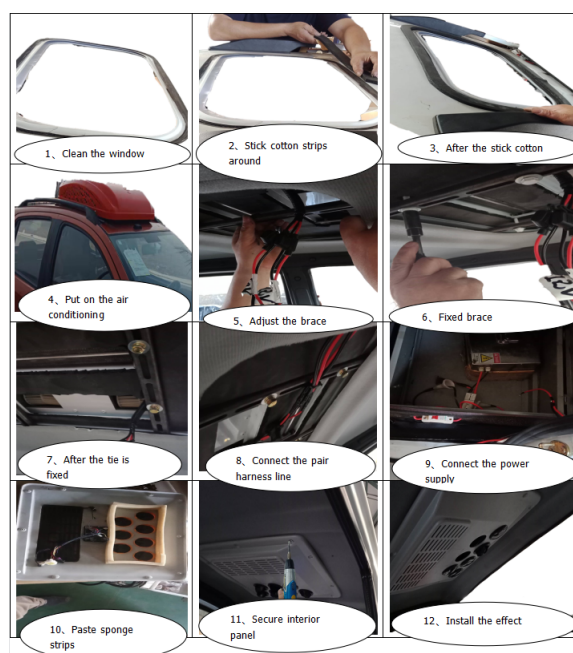 1、Clean the window
2、Stick cotton strips
around
3、After the stick cotton
4、Put on the air
conditioning
5、Adjust the brace
6、Fixed brace
7、After the tie is
fixed
8、Connect the pair
harness line
9、Connect the power
supply
10、Paste sponge
strips
11、Secure interior
panel
12、Install the effect